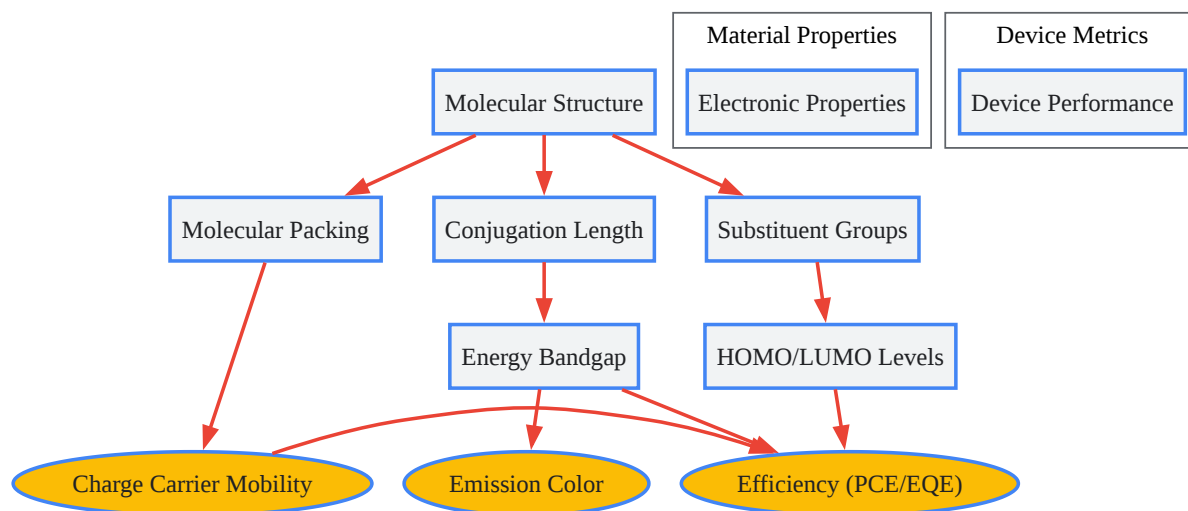 Material Properties
Device Metrics
Molecular Structure
Electronic Properties
Device Performance
Molecular Packing
Conjugation Length
Substituent Groups
Energy Bandgap
HOMO/LUMO Levels
Charge Carrier Mobility
Emission Color
Efficiency (PCE/EQE)